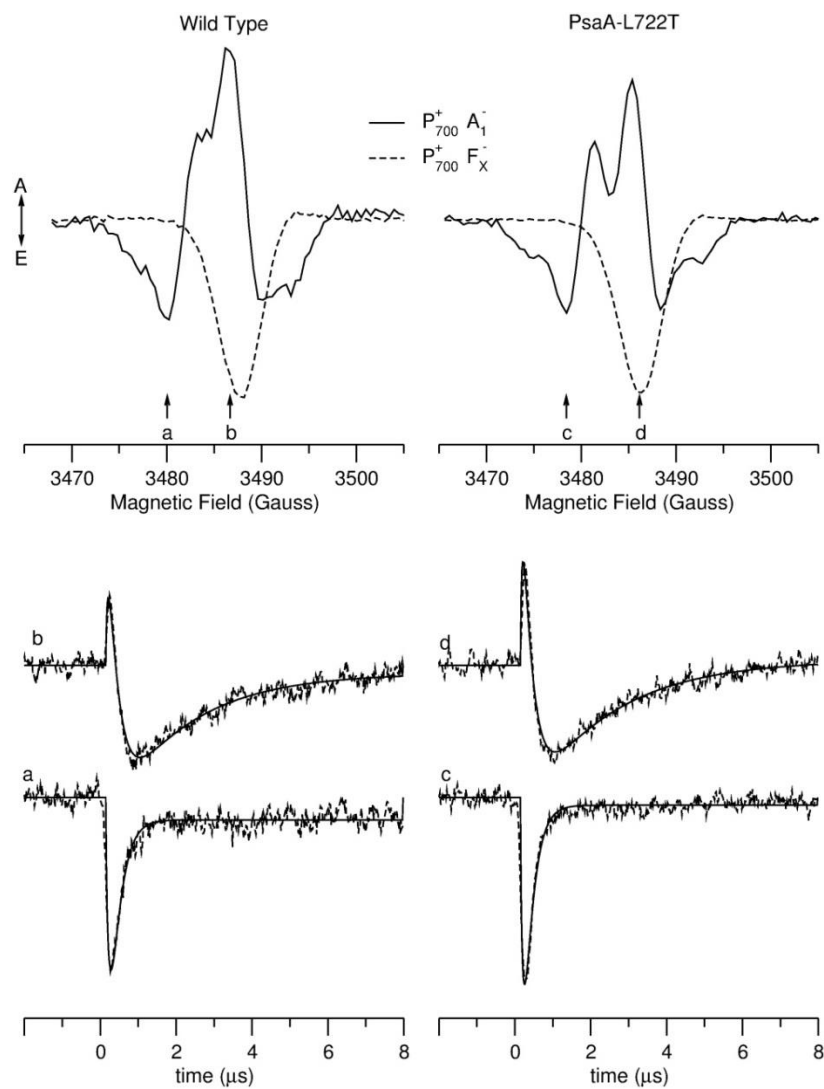 Wild Type
PsaA-L722T
P⁺₇₀₀ A₁⁻
P⁺₇₀₀ Fₓ⁻
A
E
a
b
c
d
3470 3480 3490 3500
3470 3480 3490 3500
Magnetic Field (Gauss)
Magnetic Field (Gauss)
b
d
a
c
0 2 4 6 8
0 2 4 6 8
time (μs)
time (μs)